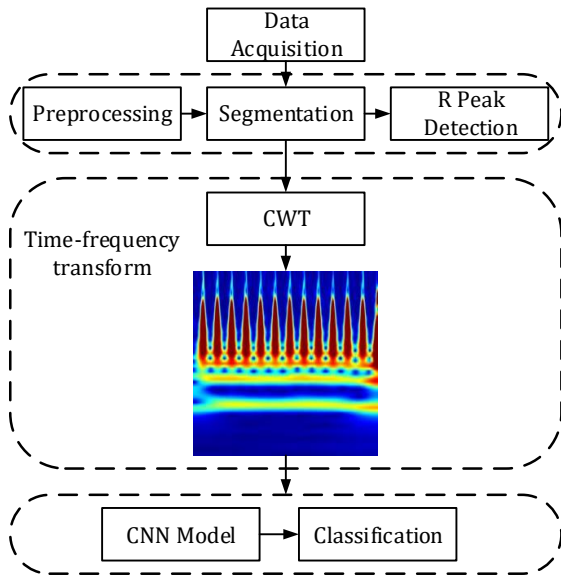 Data
Acquisition
Preprocessing
Segmentation
R Peak
Detection
CWT
Time-frequency
transform
CNN Model
Classification